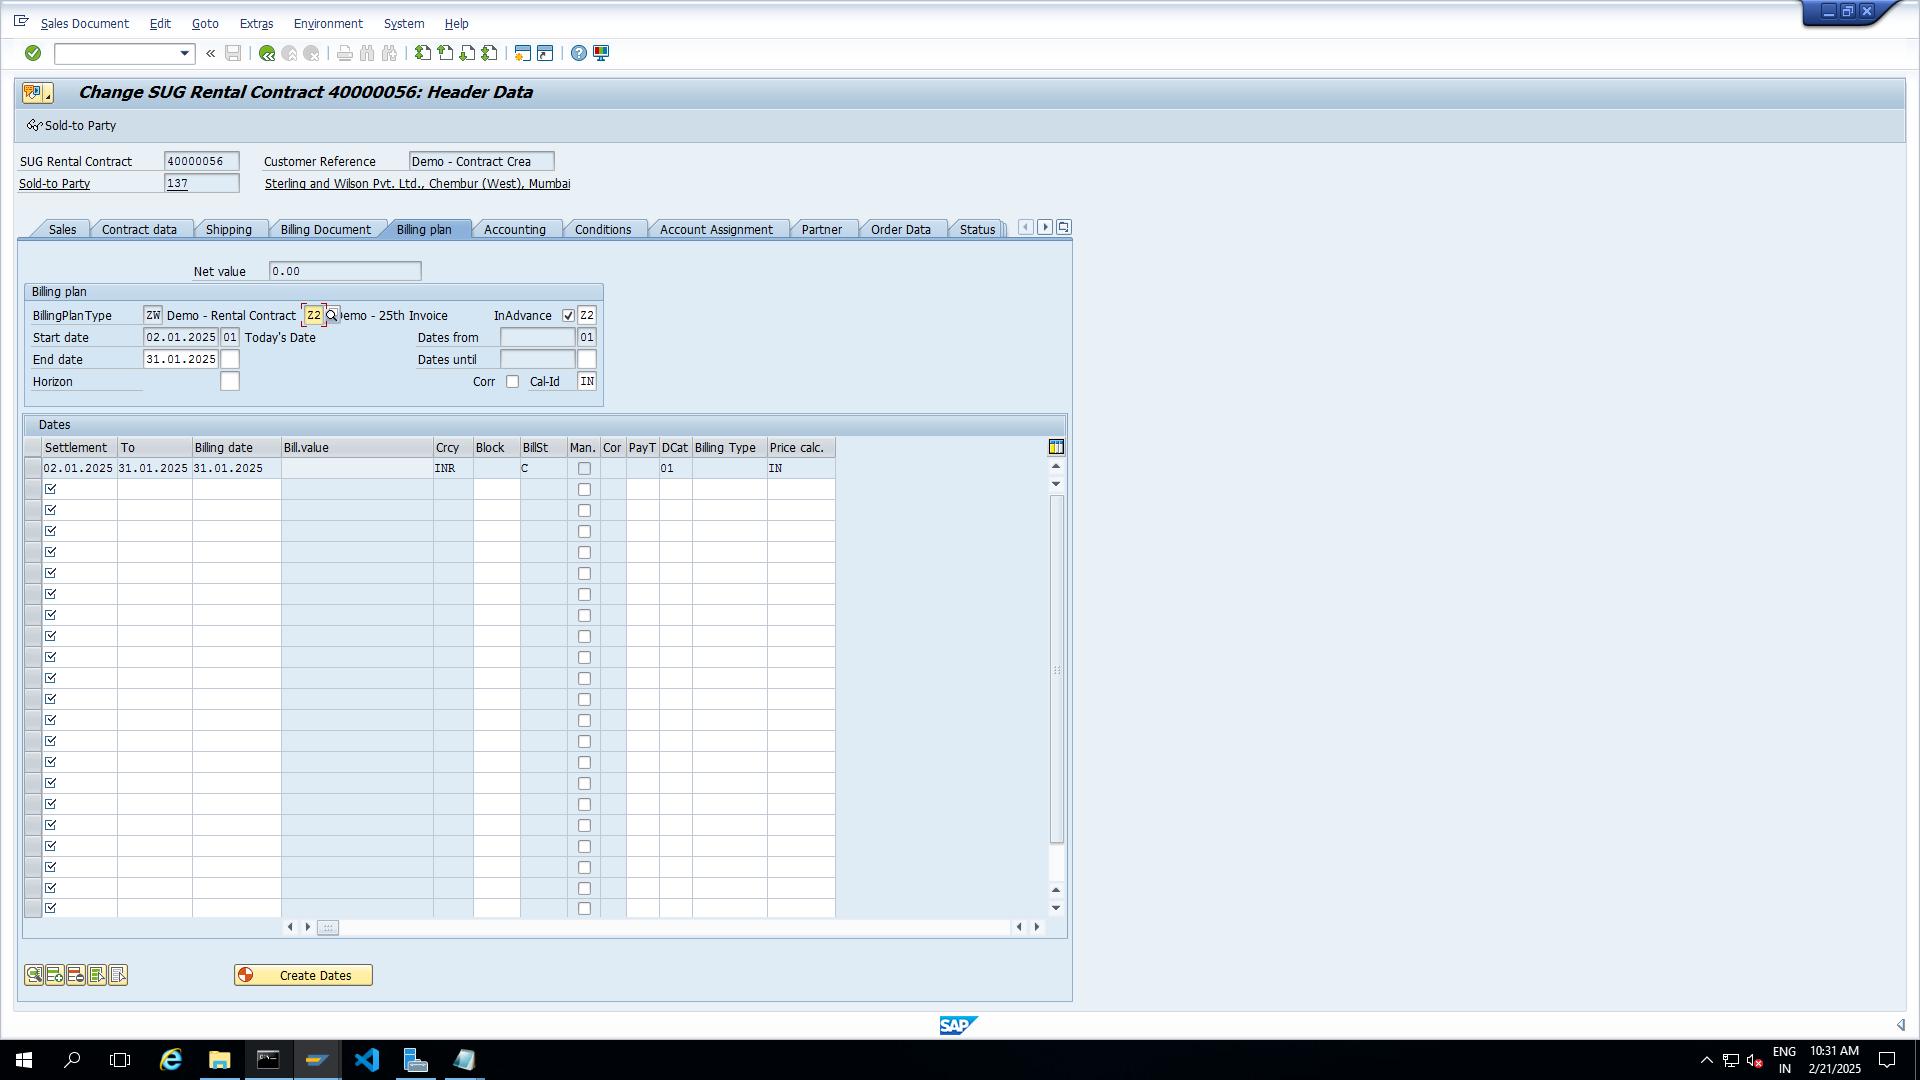 Sales Document Edit Goto Extras Environment System Help
Change SUG Rental Contract 40000056: Header Data
Sold-to Party
SUG Rental Contract 40000056 Customer Reference Demo - Contract Crea
Sold-to Party 137 Sterling and Wilson Pvt. Ltd., Chembur (West), Mumbai
Sales Contract data Shipping Billing Document Billing plan Accounting Conditions Account Assignment Partner Order Data Status
Net value 0.00
Billing plan
BillingPlanType ZW Demo - Rental Contract Z2 emo - 25th Invoice InAdvance Z2
Start date 02.01.2025 01 Today's Date Dates from 01
End date 31.01.2025 Dates until
Horizon Corr Cal-Id IN
Dates
Settlement To Billing date Bill.value Crcy Block BillSt Man. Cor PayT DCat Billing Type Price calc.
02.01.2025 31.01.2025 31.01.2025 INR C 01 IN
Create Dates
SAP
ENG 10:31 AM
IN 2/21/2025